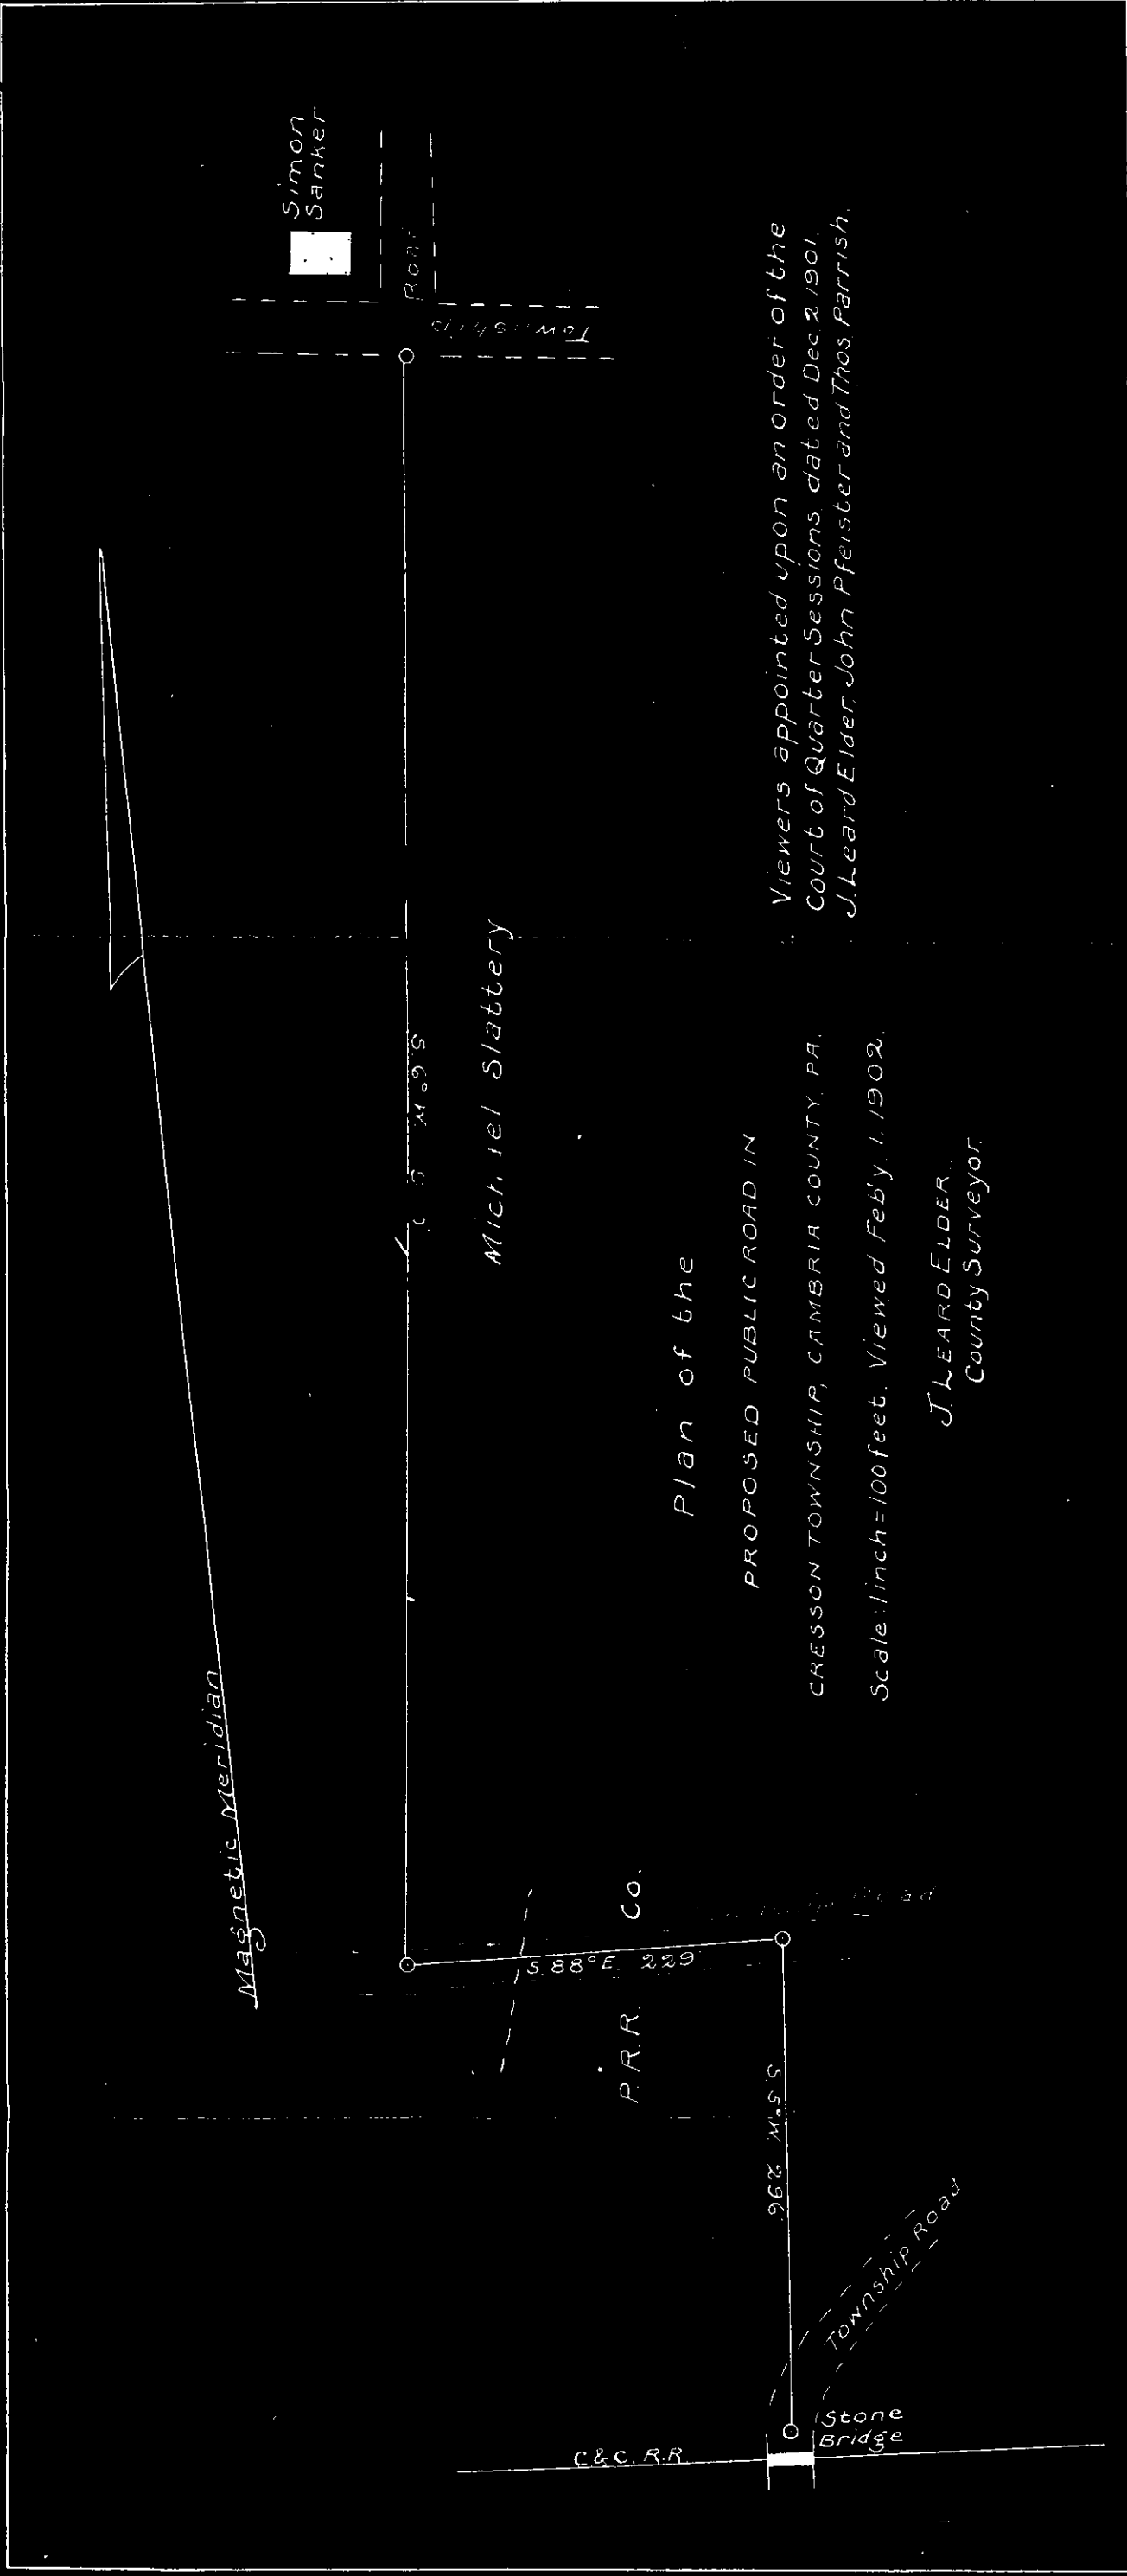 Simon
Sanker
Township
Road
Magnetic Meridian
S.6°W.
Michael Slattery
Viewers appointed upon an order of the
Court of Quarter Sessions, dated Dec. 2 1901.
J. Leard Elder, John Pfeister and Thos. Parrish.
Plan of the
PROPOSED PUBLIC ROAD IN
CRESSON TOWNSHIP, CAMBRIA COUNTY, PA.
Scale: 1 inch = 100 feet. Viewed Feb'y. 1, 1902.
J. LEARD ELDER.
County Surveyor.
Road
S.88°E. 229
P.R.R. Co.
S.5°W. 296
Township Road
Stone
Bridge
C&C. R.R.